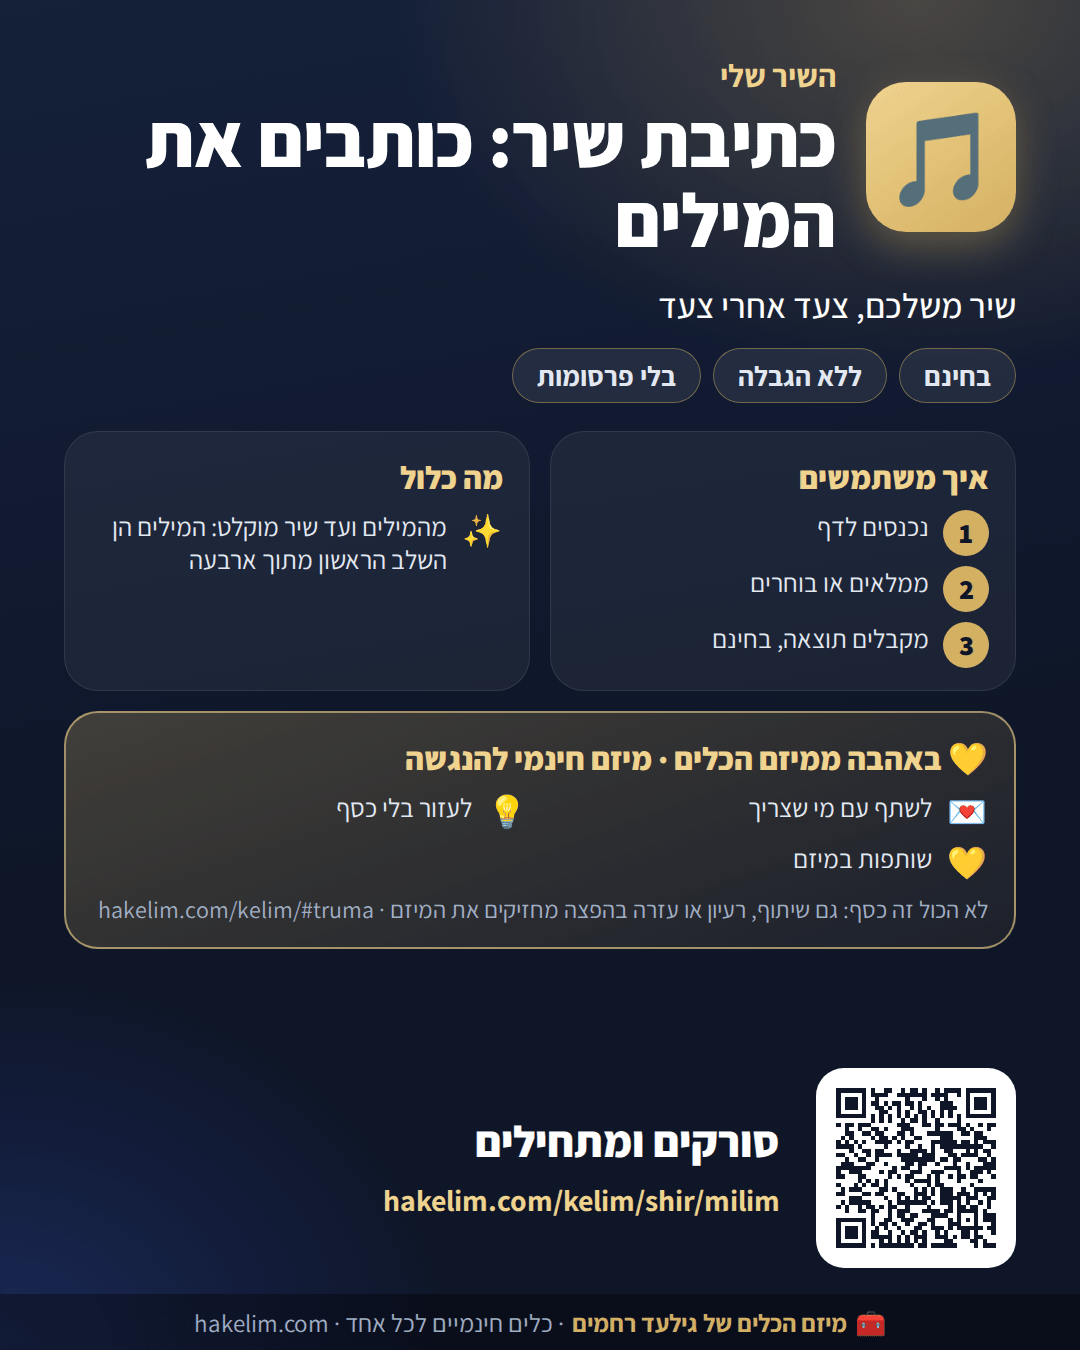 השיר שלי
כתיבת שיר: כותבים את
המילים
שיר משלכם, צעד אחרי צעד
בחינם
ללא הגבלה
בלי פרסומות
איך משתמשים
1 נכנסים לדף
2 ממלאים או בוחרים
3 מקבלים תוצאה, בחינם
מה כלול
מהמילים ועד שיר מוקלט: המילים הן
השלב הראשון מתוך ארבעה
באהבה ממיזם הכלים · מיזם חינמי להנגשה
לשתף עם מי שצריך
לעזור בלי כסף
שותפות במיזם
לא הכול זה כסף: גם שיתוף, רעיון או עזרה בהפצה מחזיקים את המיזם · hakelim.com/kelim/#truma
סורקים ומתחילים
hakelim.com/kelim/shir/milim
מיזם הכלים של גילעד רחמים · כלים חינמיים לכל אחד · hakelim.com